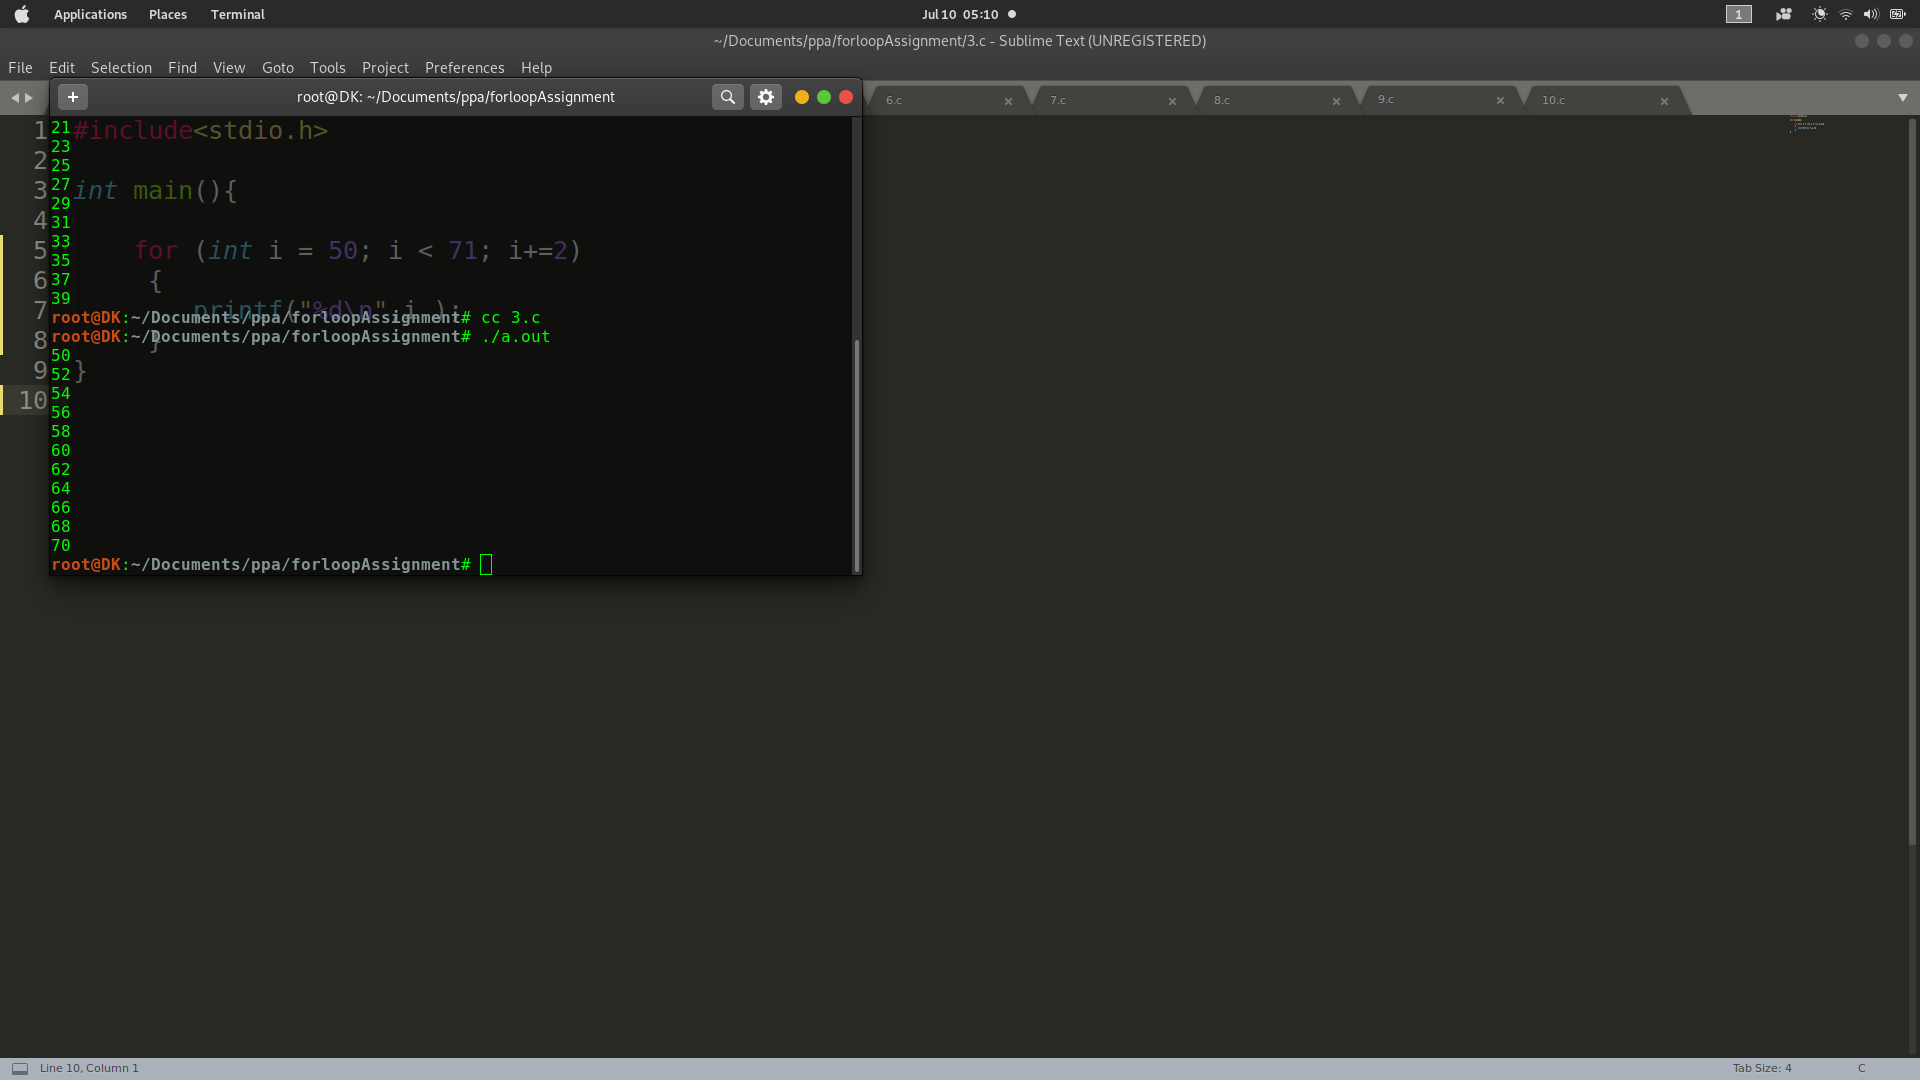 Applications Places Terminal Jul 10 05:10 1
~/Documents/ppa/forloopAssignment/3.c - Sublime Text (UNREGISTERED)
File Edit Selection Find View Goto Tools Project Preferences Help
+ root@DK: ~/Documents/ppa/forloopAssignment
6.c × 7.c × 8.c × 9.c × 10.c ×
1 #include<stdio.h>
2
3 int main(){
4
5 for (int i = 50; i < 71; i+=2)
6 {
7 printf("%d\n",i );
8 }
9 }
10
21
23
25
27
29
31
33
35
37
39
root@DK:~/Documents/ppa/forloopAssignment# cc 3.c
root@DK:~/Documents/ppa/forloopAssignment# ./a.out
50
52
54
56
58
60
62
64
66
68
70
root@DK:~/Documents/ppa/forloopAssignment#
Line 10, Column 1 Tab Size: 4 C